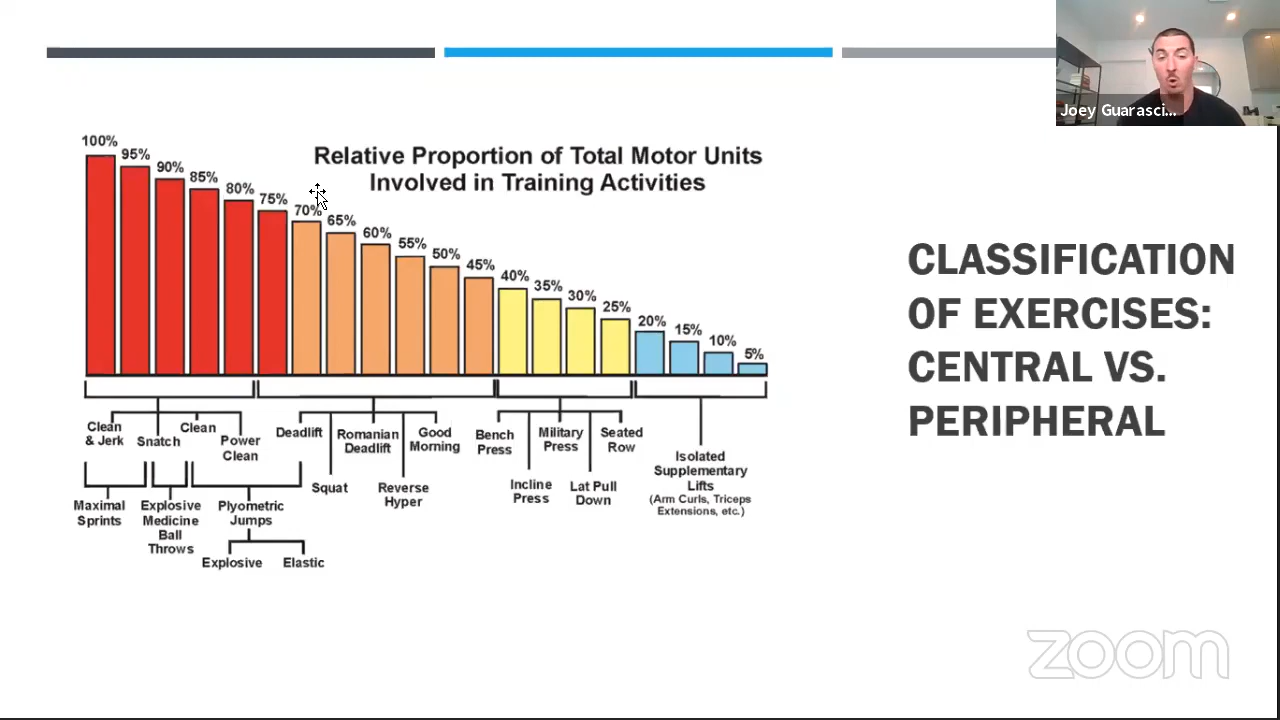 Joey Guarasci...
100%
95%
90%
85%
80%
75%
70%
65%
60%
55%
50%
45%
40%
35%
30%
25%
20%
15%
10%
5%
Relative Proportion of Total Motor Units
Involved in Training Activities
CLASSIFICATION
OF EXERCISES:
CENTRAL VS.
PERIPHERAL
Clean
& Jerk
Snatch
Clean
Power
Clean
Deadlift
Squat
Romanian
Deadlift
Reverse
Hyper
Good
Morning
Bench
Press
Incline
Press
Military
Press
Lat Pull
Down
Seated
Row
Isolated
Supplementary
Lifts
(Arm Curls, Triceps
Extensions, etc.)
Maximal
Sprints
Explosive
Medicine
Ball
Throws
Plyometric
Jumps
Explosive
Elastic
zoom